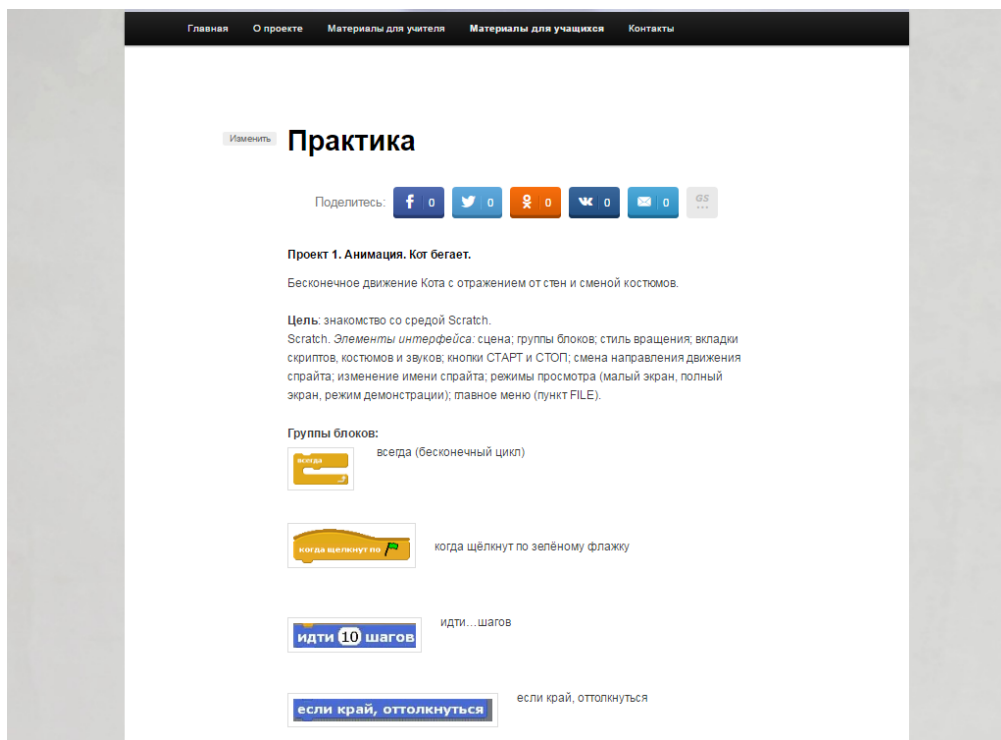 Главная О проекте Материалы для учителя Материалы для учащихся Контакты
Изменить Практика
Поделитесь: 0 0 0 0 0 GS
Проект 1. Анимация. Кот бегает.
Бесконечное движение Кота с отражением от стен и сменой костюмов.
Цель: знакомство со средой Scratch.
Scratch. Элементы интерфейса: сцена; группы блоков; стиль вращения; вкладки
скриптов, костюмов и звуков; кнопки СТАРТ и СТОП; смена направления движения
спрайта; изменение имени спрайта; режимы просмотра (малый экран, полный
экран, режим демонстрации); главное меню (пункт FILE).
Группы блоков:
всегда всегда (бесконечный цикл)
когда щелкнут по когда щёлкнут по зелёному флажку
идти 10 шагов идти…шагов
если край, оттолкнуться если край, оттолкнуться